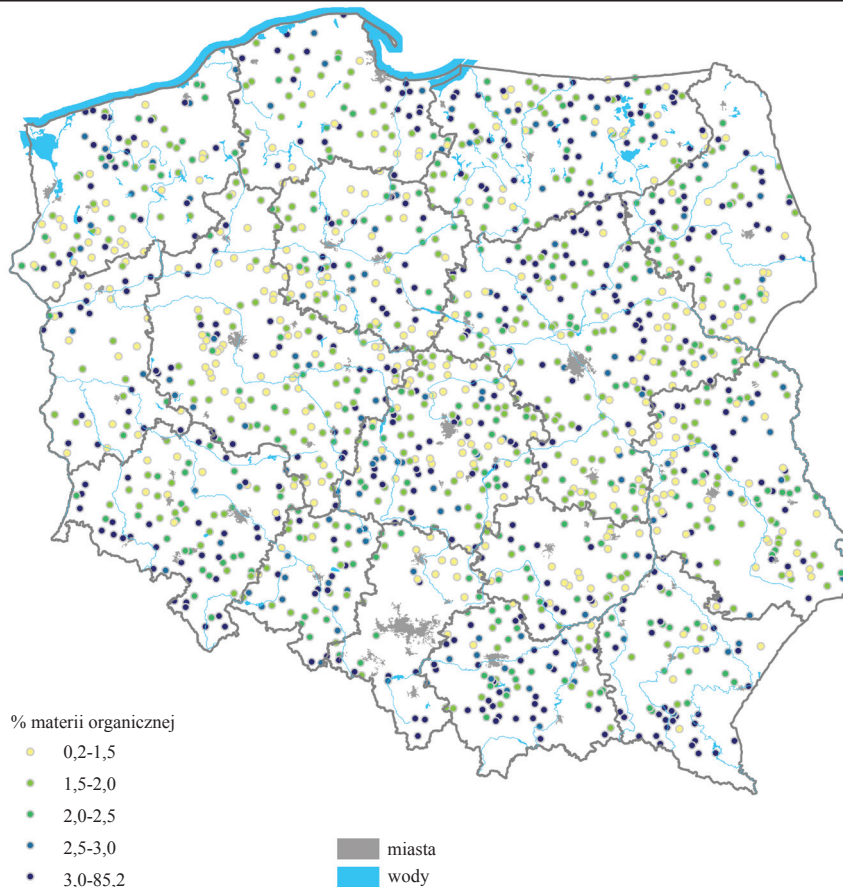 % materii organicznej
0,2-1,5
1,5-2,0
2,0-2,5
2,5-3,0
3,0-85,2
miasta
wody